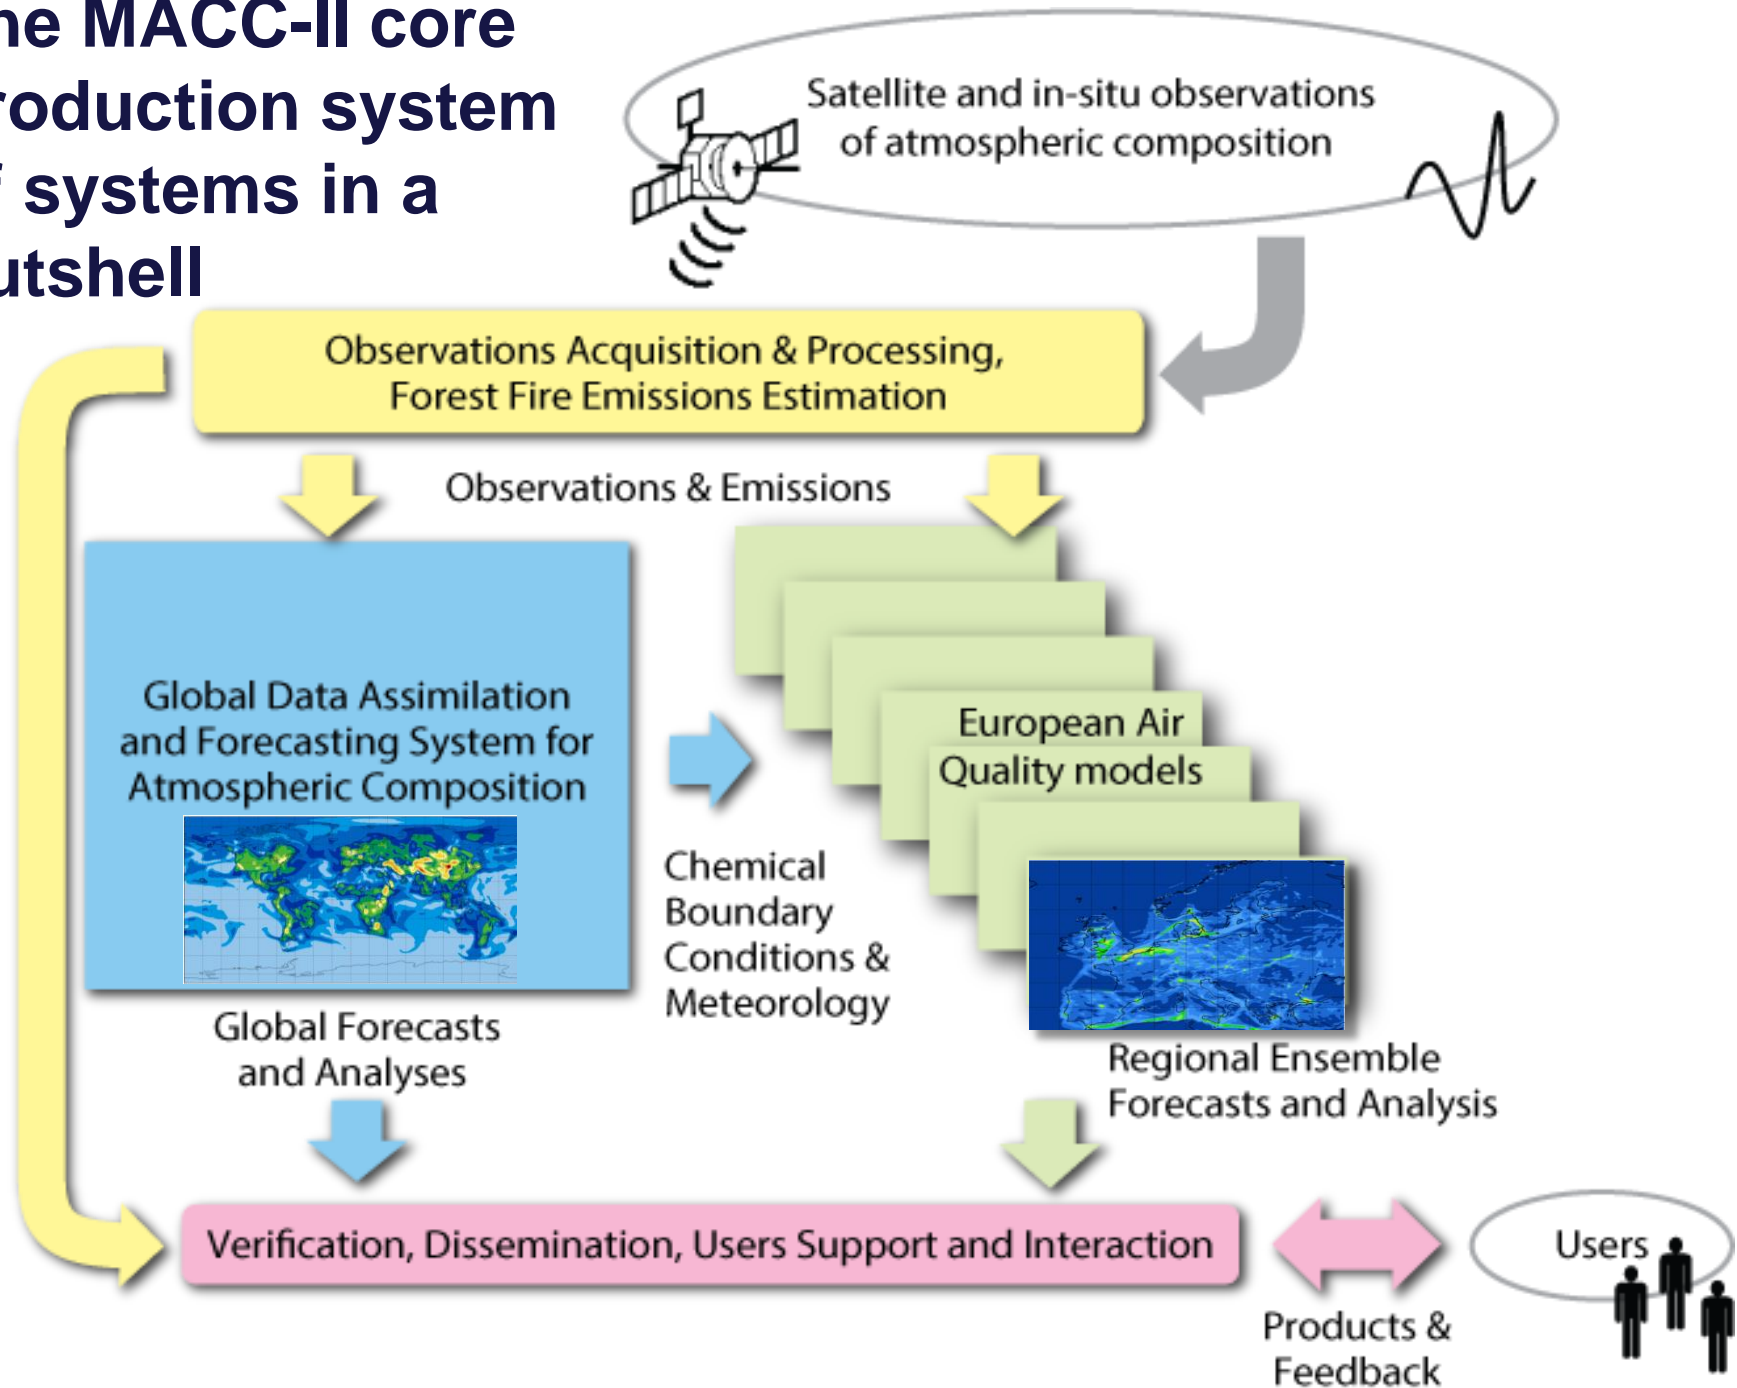 he MACC-II core
roduction system
f systems in a
utshell
Satellite and in-situ observations
of atmospheric composition
Observations Acquisition & Processing,
Forest Fire Emissions Estimation
Observations & Emissions
Global Data Assimilation
and Forecasting System for
Atmospheric Composition
European Air
Quality models
Chemical
Boundary
Conditions &
Meteorology
Global Forecasts
and Analyses
Regional Ensemble
Forecasts and Analysis
Verification, Dissemination, Users Support and Interaction
Users
Products &
Feedback